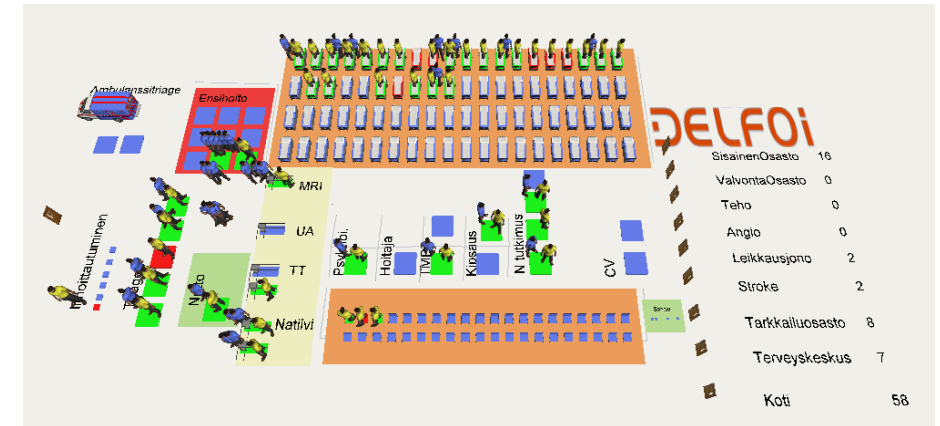 Ambulanssitriage
Ensihoito
DELFOi
SisainenOsasto 16
ValvontaOsasto 0
Teho 0
Angio 0
Leikkausjono 2
Stroke 2
Tarkkailuosasto 8
Terveyskeskus 7
Koti 58
MRI
UA
TT
Natiivi
Hoitaja
Kipsaus
N tutkimus
CV